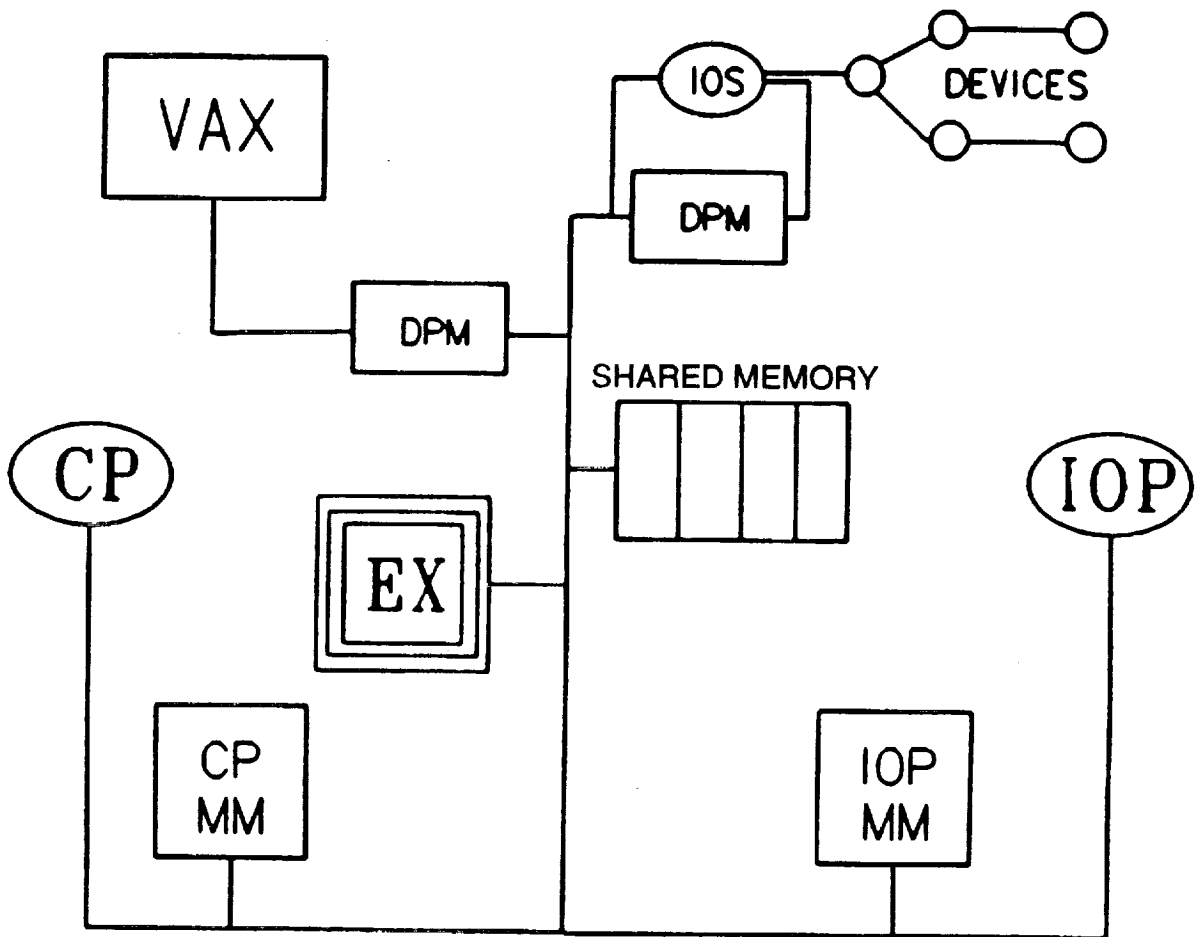 VAX
IOS
DEVICES
DPM
DPM
SHARED MEMORY
CP
IOP
EX
CP
MM
IOP
MM